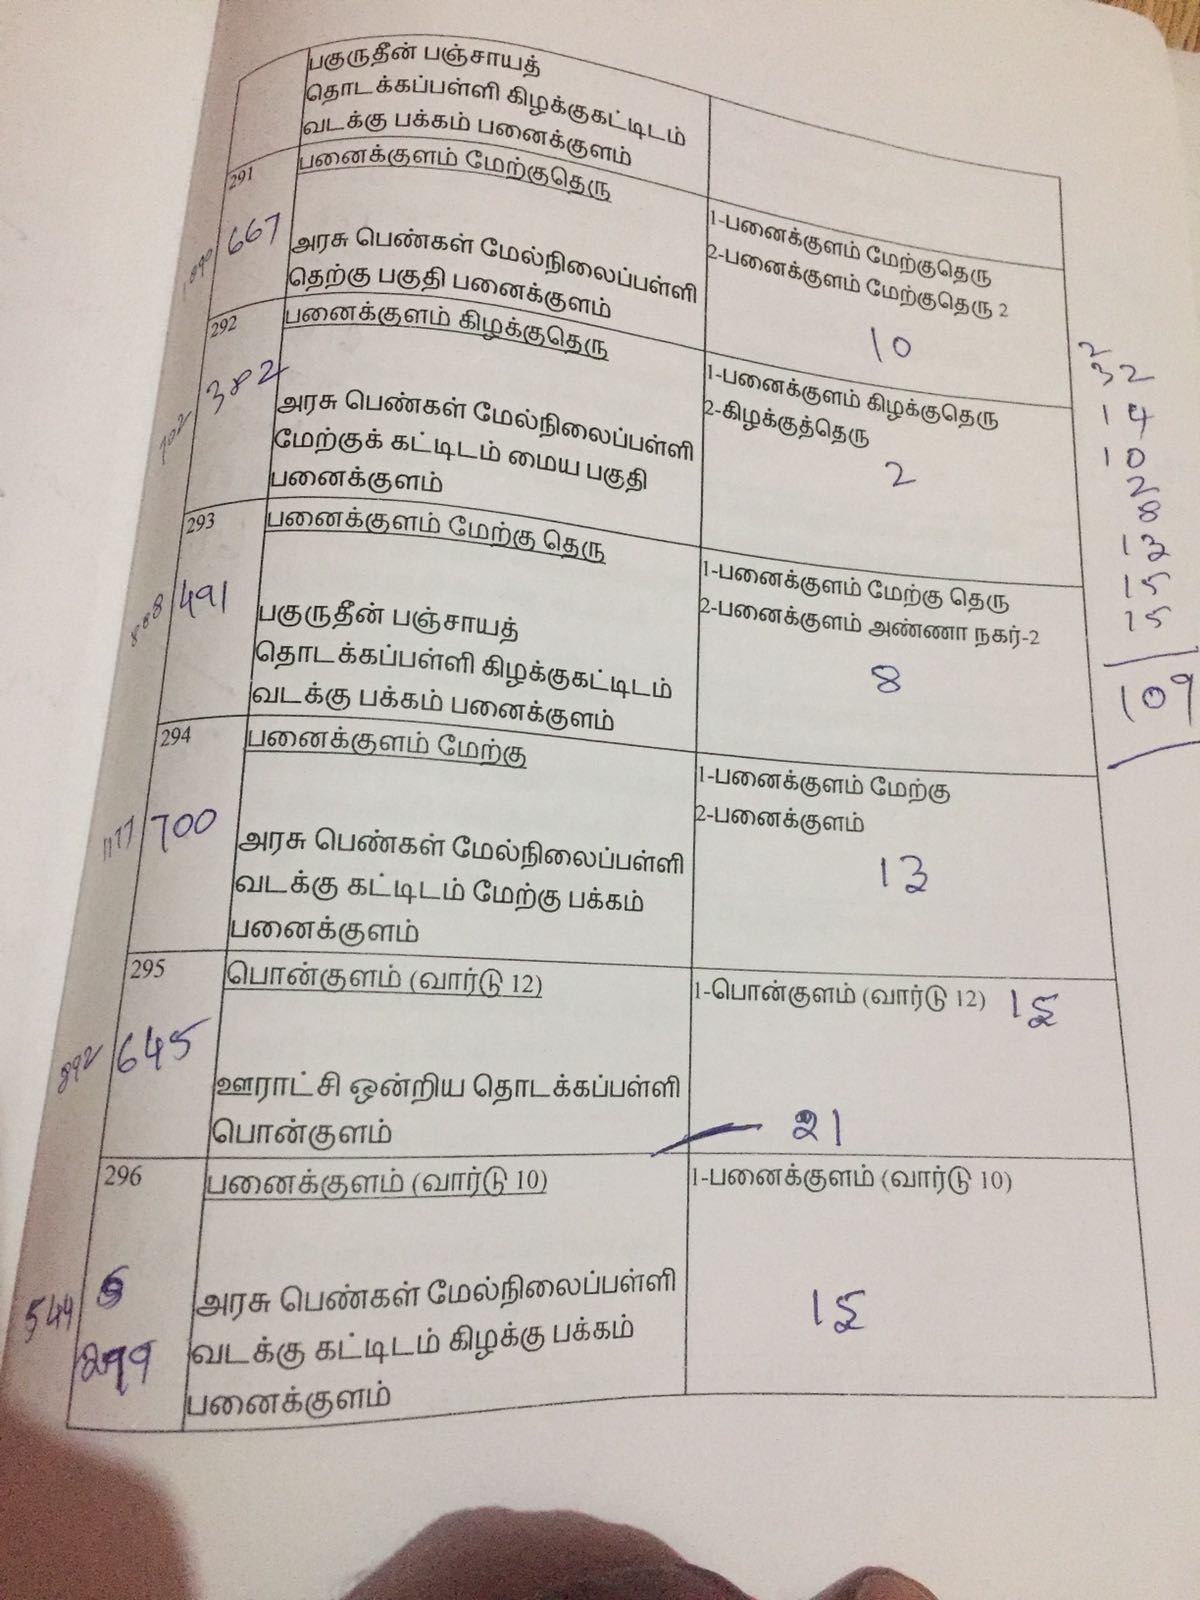 பகுருதீன் பஞ்சாயத்
தொடக்கப்பள்ளி கிழக்குகட்டிடம்
வடக்கு பக்கம் பனைக்குளம்
291
பனைக்குளம் மேற்குதெரு
1890 667
அரசு பெண்கள் மேல்நிலைப்பள்ளி
தெற்கு பகுதி பனைக்குளம்
1-பனைக்குளம் மேற்குதெரு
2-பனைக்குளம் மேற்குதெரு 2
10
292
பனைக்குளம் கிழக்குதெரு
702 382
அரசு பெண்கள் மேல்நிலைப்பள்ளி
மேற்குக் கட்டிடம் மைய பகுதி
பனைக்குளம்
1-பனைக்குளம் கிழக்குதெரு
2-கிழக்குத்தெரு
2
293
பனைக்குளம் மேற்கு தெரு
888 491
பகுருதீன் பஞ்சாயத்
தொடக்கப்பள்ளி கிழக்குகட்டிடம்
வடக்கு பக்கம் பனைக்குளம்
1-பனைக்குளம் மேற்கு தெரு
2-பனைக்குளம் அண்ணா நகர்-2
8
294
பனைக்குளம் மேற்கு
1177 700
அரசு பெண்கள் மேல்நிலைப்பள்ளி
வடக்கு கட்டிடம் மேற்கு பக்கம்
பனைக்குளம்
1-பனைக்குளம் மேற்கு
2-பனைக்குளம்
13
295
பொன்குளம் (வார்டு 12)
892 645
ஊராட்சி ஒன்றிய தொடக்கப்பள்ளி
பொன்குளம்
1-பொன்குளம் (வார்டு 12) 15
21
296
பனைக்குளம் (வார்டு 10)
544
299
அரசு பெண்கள் மேல்நிலைப்பள்ளி
வடக்கு கட்டிடம் கிழக்கு பக்கம்
பனைக்குளம்
1-பனைக்குளம் (வார்டு 10)
15
2
32
14
10
2
8
13
15
15
109